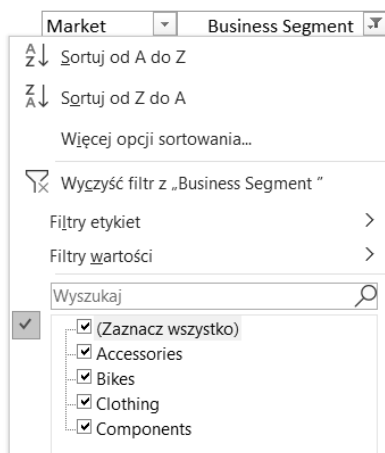 Market Business Segment
Sortuj od A do Z
Sortuj od Z do A
Więcej opcji sortowania...
Wyczyść filtr z „Business Segment ”
Filtry etykiet
Filtry wartości
Wyszukaj
(Zaznacz wszystko)
Accessories
Bikes
Clothing
Components